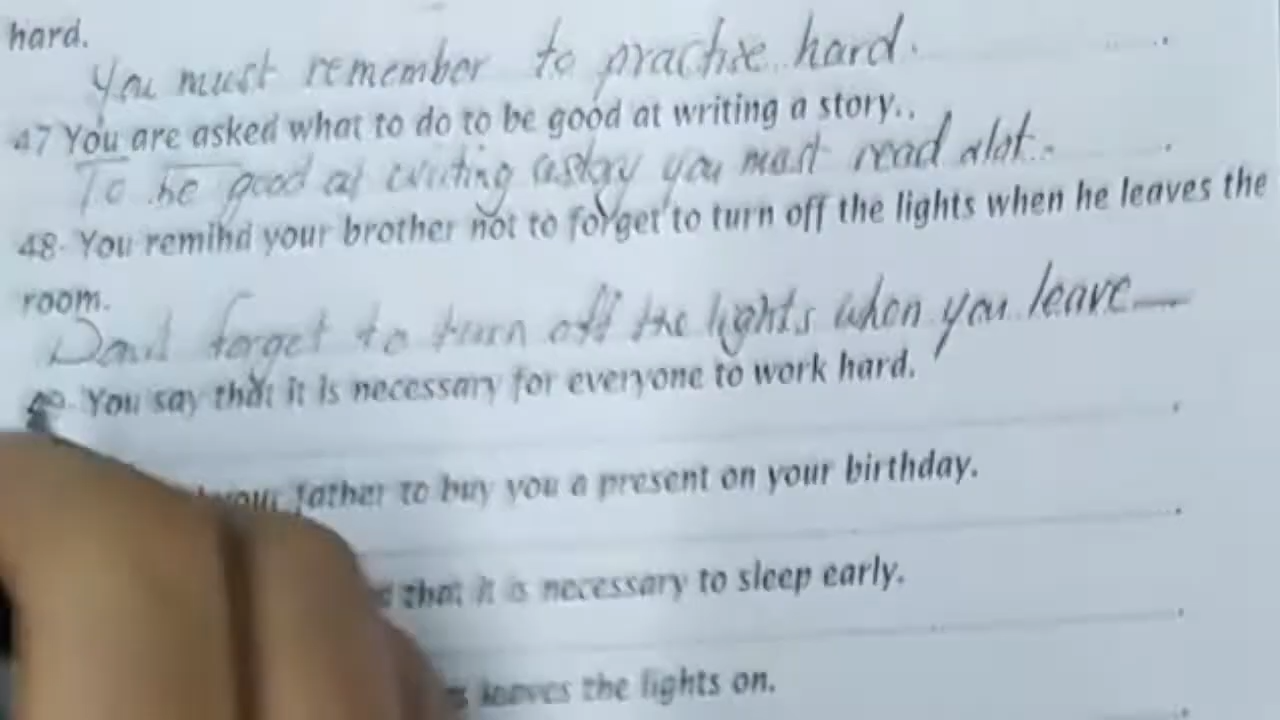 hard.
You must remember to practise hard.
47 You are asked what to do to be good at writing a story..
To be good at writing a story you must read alot.
48- You remind your brother not to forget to turn off the lights when he leaves the
room.
Don't forget to turn off the lights when you leave
You say that it is necessary for everyone to work hard.
your father to buy you a present on your birthday.
that it is necessary to sleep early.
leaves the lights on.